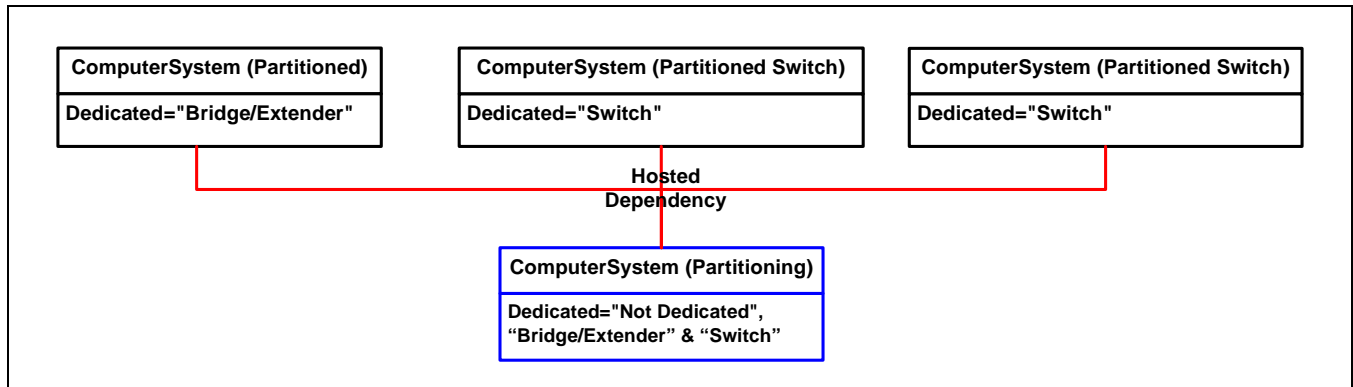 ComputerSystem (Partitioned)
Dedicated="Bridge/Extender"
ComputerSystem (Partitioned Switch)
Dedicated="Switch"
ComputerSystem (Partitioned Switch)
Dedicated="Switch"
Hosted
Dependency
ComputerSystem (Partitioning)
Dedicated="Not Dedicated",
“Bridge/Extender” & “Switch”